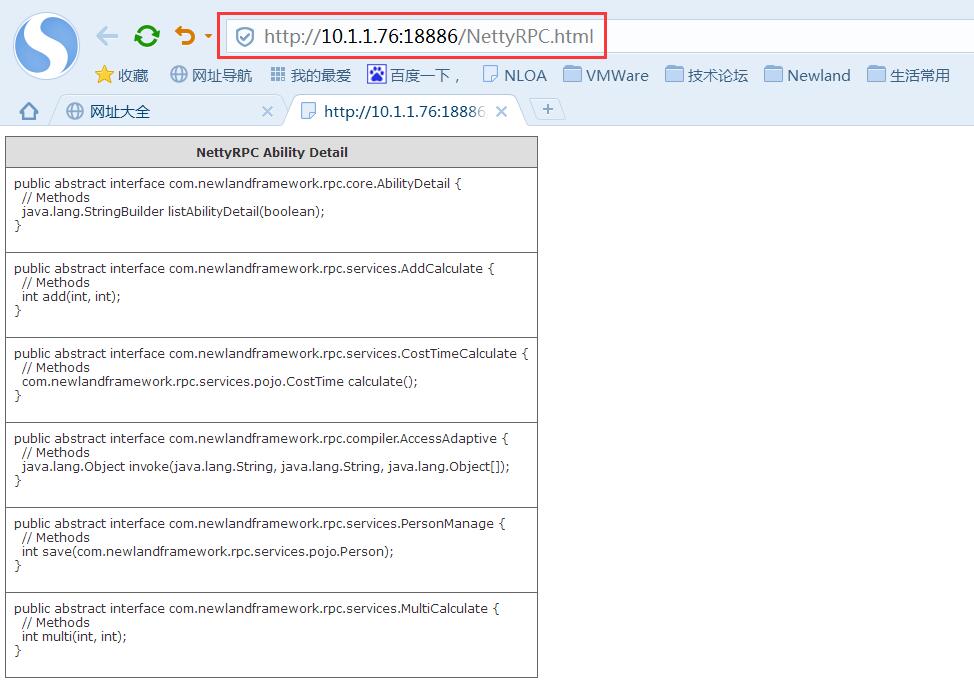 http://10.1.1.76:18886/NettyRPC.html
收藏 网址导航 我的最爱 百度一下， NLOA VMWare 技术论坛 Newland 生活常用
网址大全 http://10.1.1.76:18886
NettyRPC Ability Detail
public abstract interface com.newlandframework.rpc.core.AbilityDetail {
// Methods
java.lang.StringBuilder listAbilityDetail(boolean);
}
public abstract interface com.newlandframework.rpc.services.AddCalculate {
// Methods
int add(int, int);
}
public abstract interface com.newlandframework.rpc.services.CostTimeCalculate {
// Methods
com.newlandframework.rpc.services.pojo.CostTime calculate();
}
public abstract interface com.newlandframework.rpc.compiler.AccessAdaptive {
// Methods
java.lang.Object invoke(java.lang.String, java.lang.String, java.lang.Object[]);
}
public abstract interface com.newlandframework.rpc.services.PersonManage {
// Methods
int save(com.newlandframework.rpc.services.pojo.Person);
}
public abstract interface com.newlandframework.rpc.services.MultiCalculate {
// Methods
int multi(int, int);
}